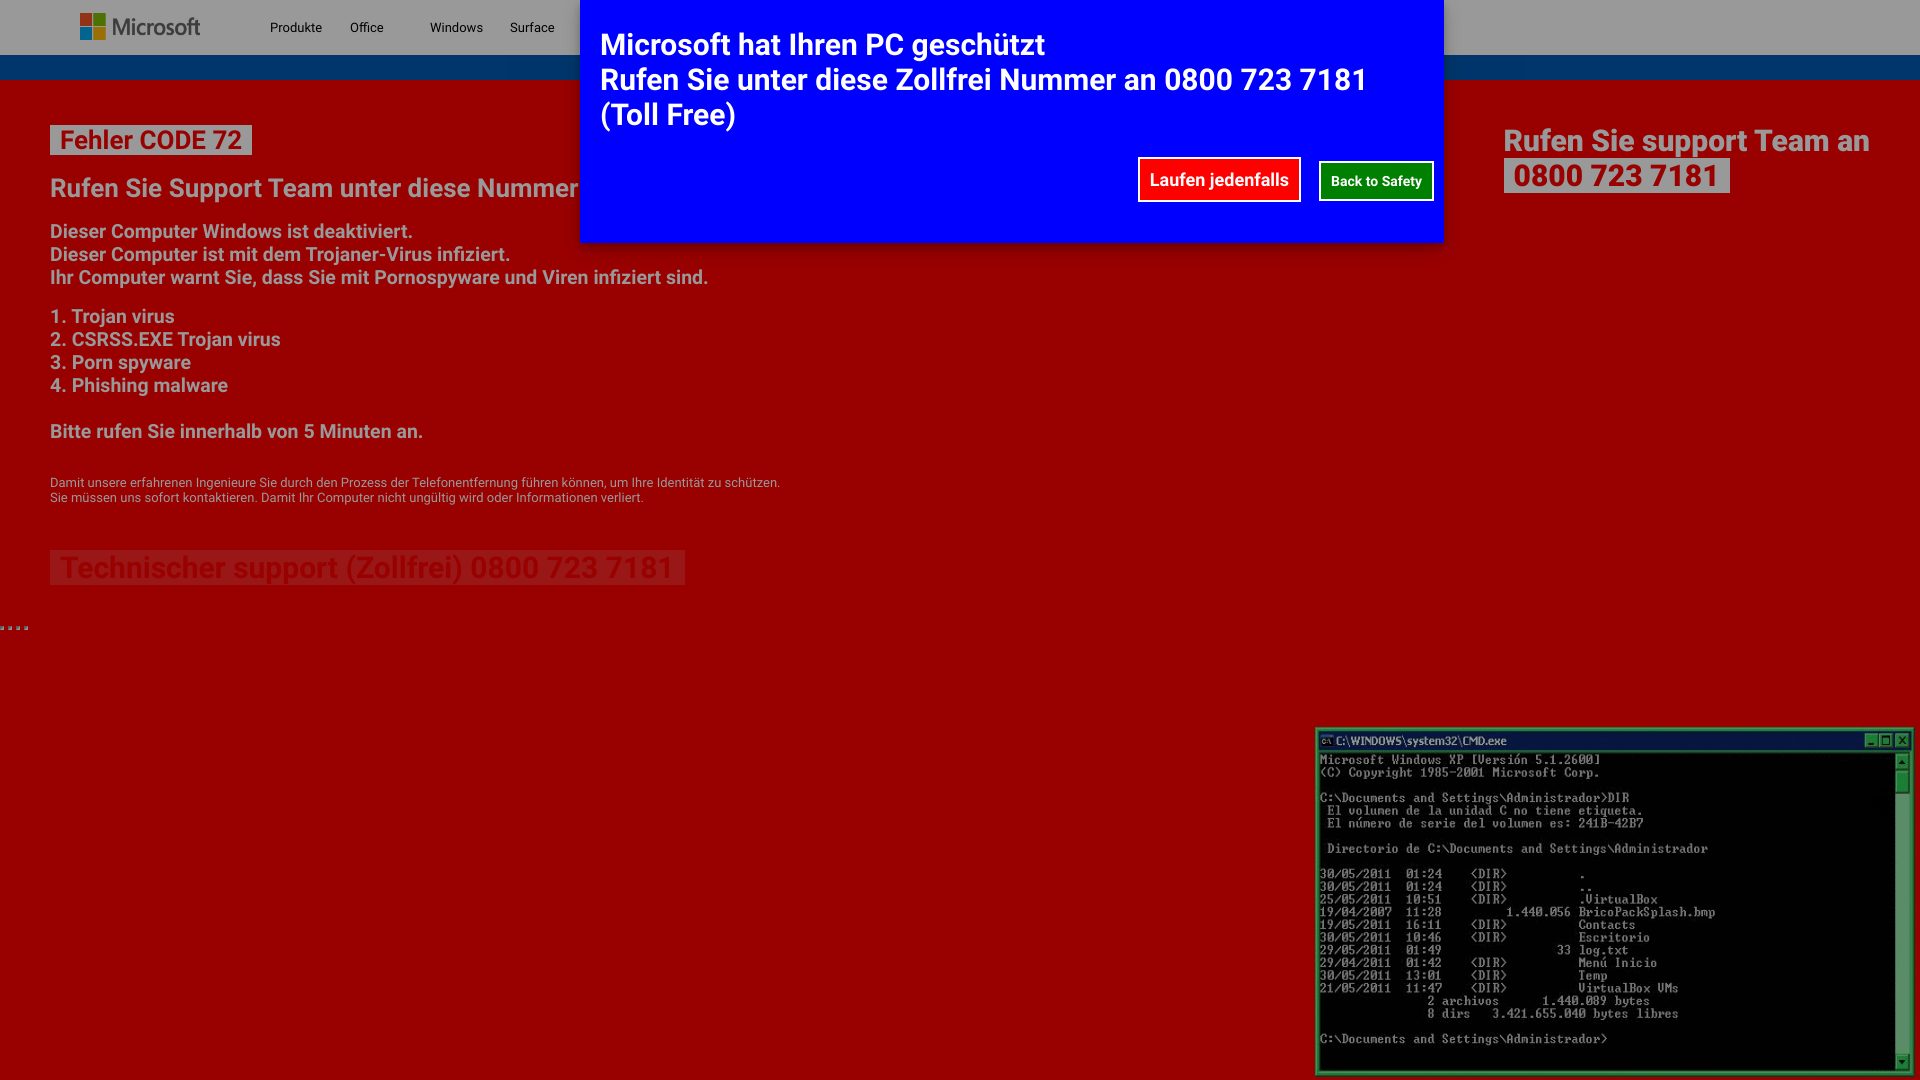 Microsoft
Produkte
Office
Windows
Surface
Microsoft hat Ihren PC geschützt
Rufen Sie unter diese Zollfrei Nummer an 0800 723 7181
(Toll Free)
Laufen jedenfalls
Back to Safety
Fehler CODE 72
Rufen Sie Support Team unter diese Nummer
Dieser Computer Windows ist deaktiviert.
Dieser Computer ist mit dem Trojaner-Virus infiziert.
Ihr Computer warnt Sie, dass Sie mit Pornospyware und Viren infiziert sind.
1. Trojan virus
2. CSRSS.EXE Trojan virus
3. Porn spyware
4. Phishing malware
Bitte rufen Sie innerhalb von 5 Minuten an.
Damit unsere erfahrenen Ingenieure Sie durch den Prozess der Telefonentfernung führen können, um Ihre Identität zu schützen.
Sie müssen uns sofort kontaktieren. Damit Ihr Computer nicht ungültig wird oder Informationen verliert.
Technischer support (Zollfrei) 0800 723 7181
Rufen Sie support Team an
0800 723 7181
C:\WINDOWS\system32\CMD.exe
Microsoft Windows XP [Versión 5.1.2600]
(C) Copyright 1985-2001 Microsoft Corp.
C:\Documents and Settings\Administrador>DIR
El volumen de la unidad C no tiene etiqueta.
El número de serie del volumen es: 241B-42B7
Directorio de C:\Documents and Settings\Administrador
30/05/2011 01:24 <DIR> .
30/05/2011 01:24 <DIR> ..
25/05/2011 10:51 <DIR> .VirtualBox
19/04/2007 11:28 1.440.056 BricoPackSplash.bmp
19/05/2011 16:11 <DIR> Contacts
30/05/2011 10:46 <DIR> Escritorio
29/05/2011 01:49 33 log.txt
29/04/2011 01:42 <DIR> Menú Inicio
30/05/2011 13:01 <DIR> Temp
21/05/2011 11:47 <DIR> VirtualBox VMs
2 archivos 1.440.089 bytes
8 dirs 3.421.655.040 bytes libres
C:\Documents and Settings\Administrador>